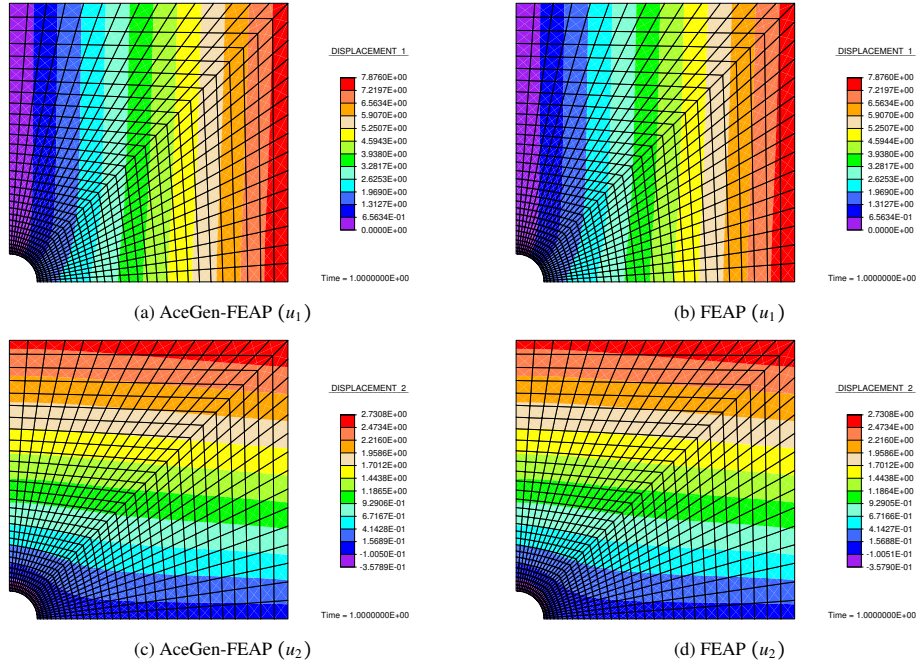 DISPLACEMENT 1
7.8760E+00
7.2197E+00
6.5634E+00
5.9070E+00
5.2507E+00
4.5943E+00
3.9380E+00
3.2817E+00
2.6253E+00
1.9690E+00
1.3127E+00
6.5634E-01
0.0000E+00
Time = 1.0000000E+00
(a) AceGen-FEAP (u₁)
DISPLACEMENT 1
7.8760E+00
7.2197E+00
6.5634E+00
5.9070E+00
5.2507E+00
4.5944E+00
3.9380E+00
3.2817E+00
2.6253E+00
1.9690E+00
1.3127E+00
6.5634E-01
0.0000E+00
Time = 1.0000000E+00
(b) FEAP (u₁)
DISPLACEMENT 2
2.7308E+00
2.4734E+00
2.2160E+00
1.9586E+00
1.7012E+00
1.4438E+00
1.1865E+00
9.2906E-01
6.7167E-01
4.1428E-01
1.5689E-01
-1.0050E-01
-3.5789E-01
Time = 1.0000000E+00
(c) AceGen-FEAP (u₂)
DISPLACEMENT 2
2.7308E+00
2.4734E+00
2.2160E+00
1.9586E+00
1.7012E+00
1.4438E+00
1.1864E+00
9.2905E-01
6.7166E-01
4.1427E-01
1.5688E-01
-1.0051E-01
-3.5790E-01
Time = 1.0000000E+00
(d) FEAP (u₂)